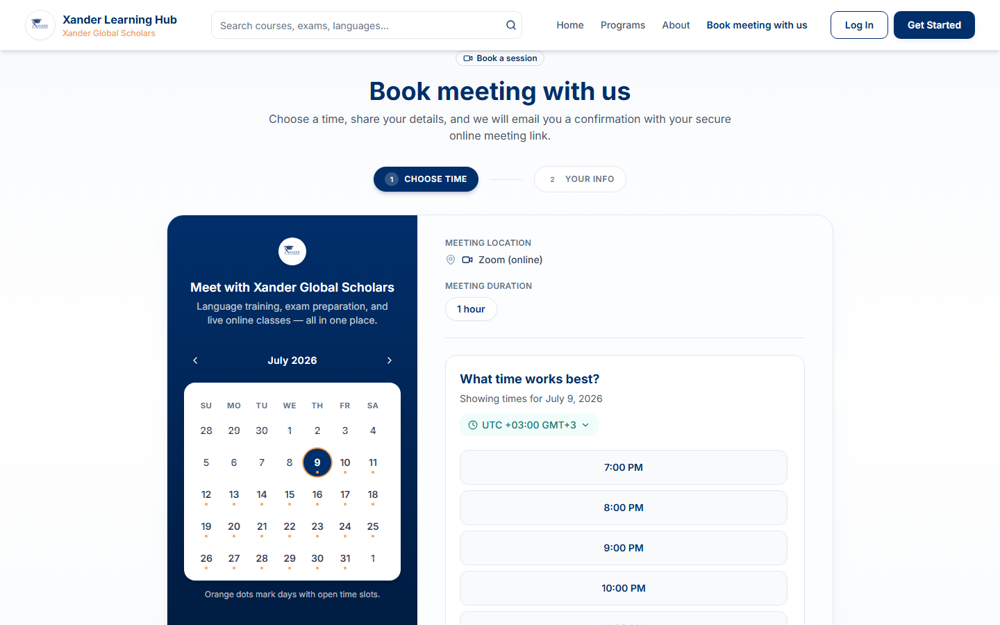 Xander Learning Hub
Xander Global Scholars
Search courses, exams, languages...
Home
Programs
About
Book meeting with us
Log In
Get Started
Book a session
Book meeting with us
Choose a time, share your details, and we will email you a confirmation with your secure
online meeting link.
1 CHOOSE TIME
2 YOUR INFO
XANDER
Meet with Xander Global Scholars
Language training, exam preparation, and
live online classes — all in one place.
July 2026
SU MO TU WE TH FR SA
28 29 30 1 2 3 4
5 6 7 8 9 10 11
12 13 14 15 16 17 18
19 20 21 22 23 24 25
26 27 28 29 30 31 1
Orange dots mark days with open time slots.
MEETING LOCATION
Zoom (online)
MEETING DURATION
1 hour
What time works best?
Showing times for July 9, 2026
UTC +03:00 GMT+3
7:00 PM
8:00 PM
9:00 PM
10:00 PM